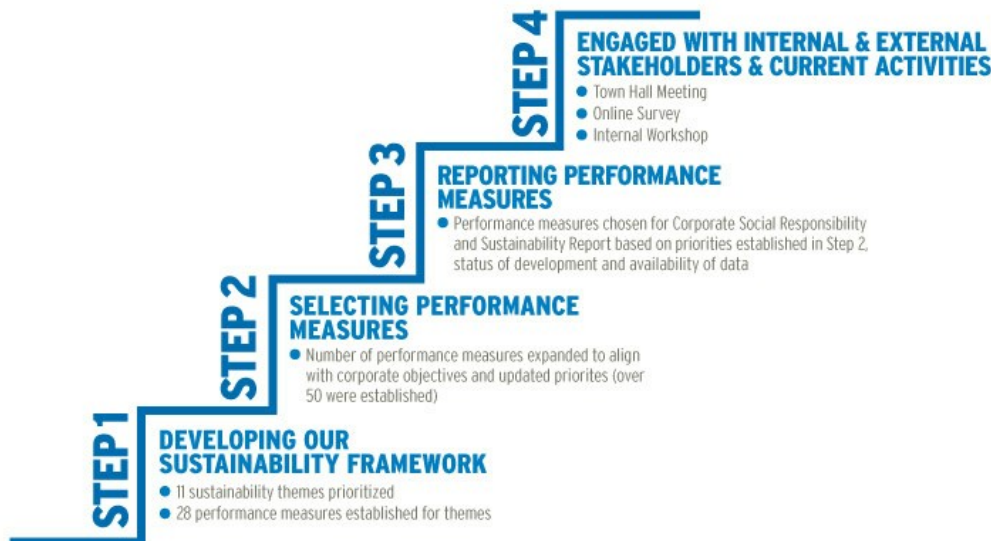 STEP 4
ENGAGED WITH INTERNAL & EXTERNAL
STAKEHOLDERS & CURRENT ACTIVITIES
● Town Hall Meeting
● Online Survey
● Internal Workshop
STEP 3
REPORTING PERFORMANCE
MEASURES
● Performance measures chosen for Corporate Social Responsibility
and Sustainability Report based on priorities established in Step 2,
status of development and availability of data
STEP 2
SELECTING PERFORMANCE
MEASURES
● Number of performance measures expanded to align
with corporate objectives and updated priorites (over
50 were established)
STEP 1
DEVELOPING OUR
SUSTAINABILITY FRAMEWORK
● 11 sustainability themes prioritized
● 28 performance measures established for themes